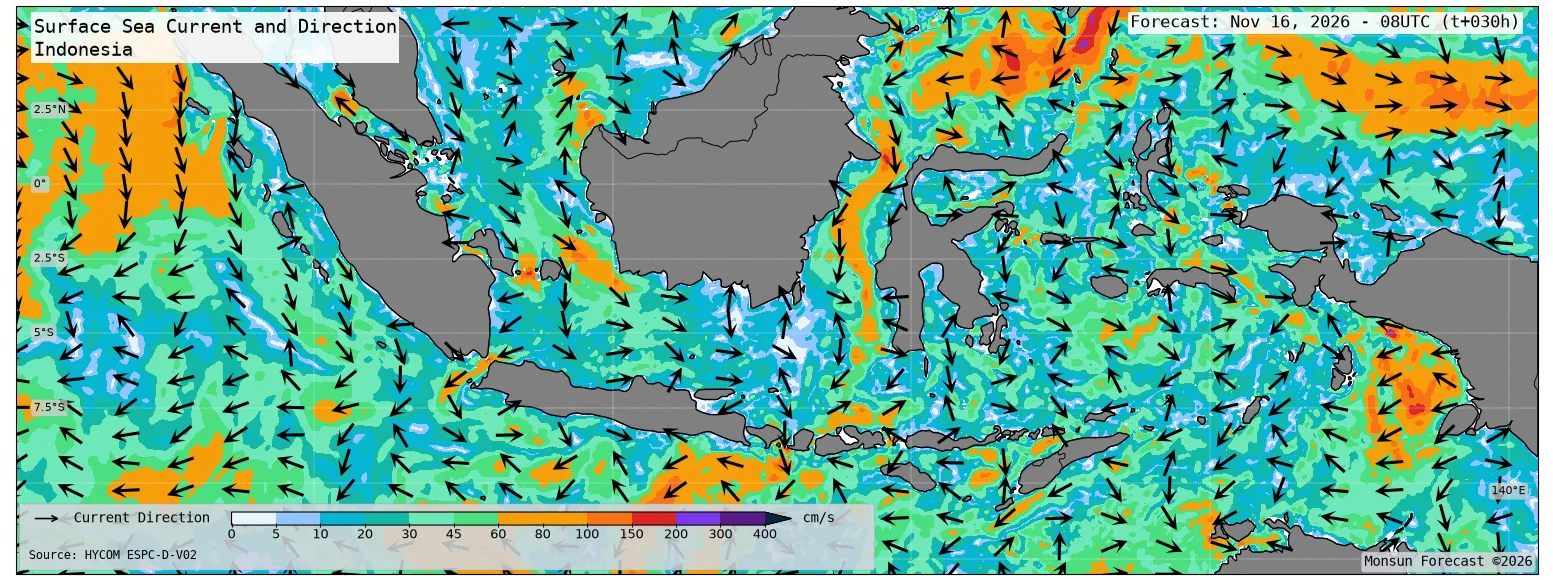 Surface Sea Current and Direction
Indonesia
Forecast: Nov 16, 2026 - 08UTC (t+030h)
2.5°N
0°
2.5°S
5°S
7.5°S
140°E
Current Direction
0 5 10 20 30 45 60 80 100 150 200 300 400 cm/s
Source: HYCOM ESPC-D-V02
Monsun Forecast ©2026